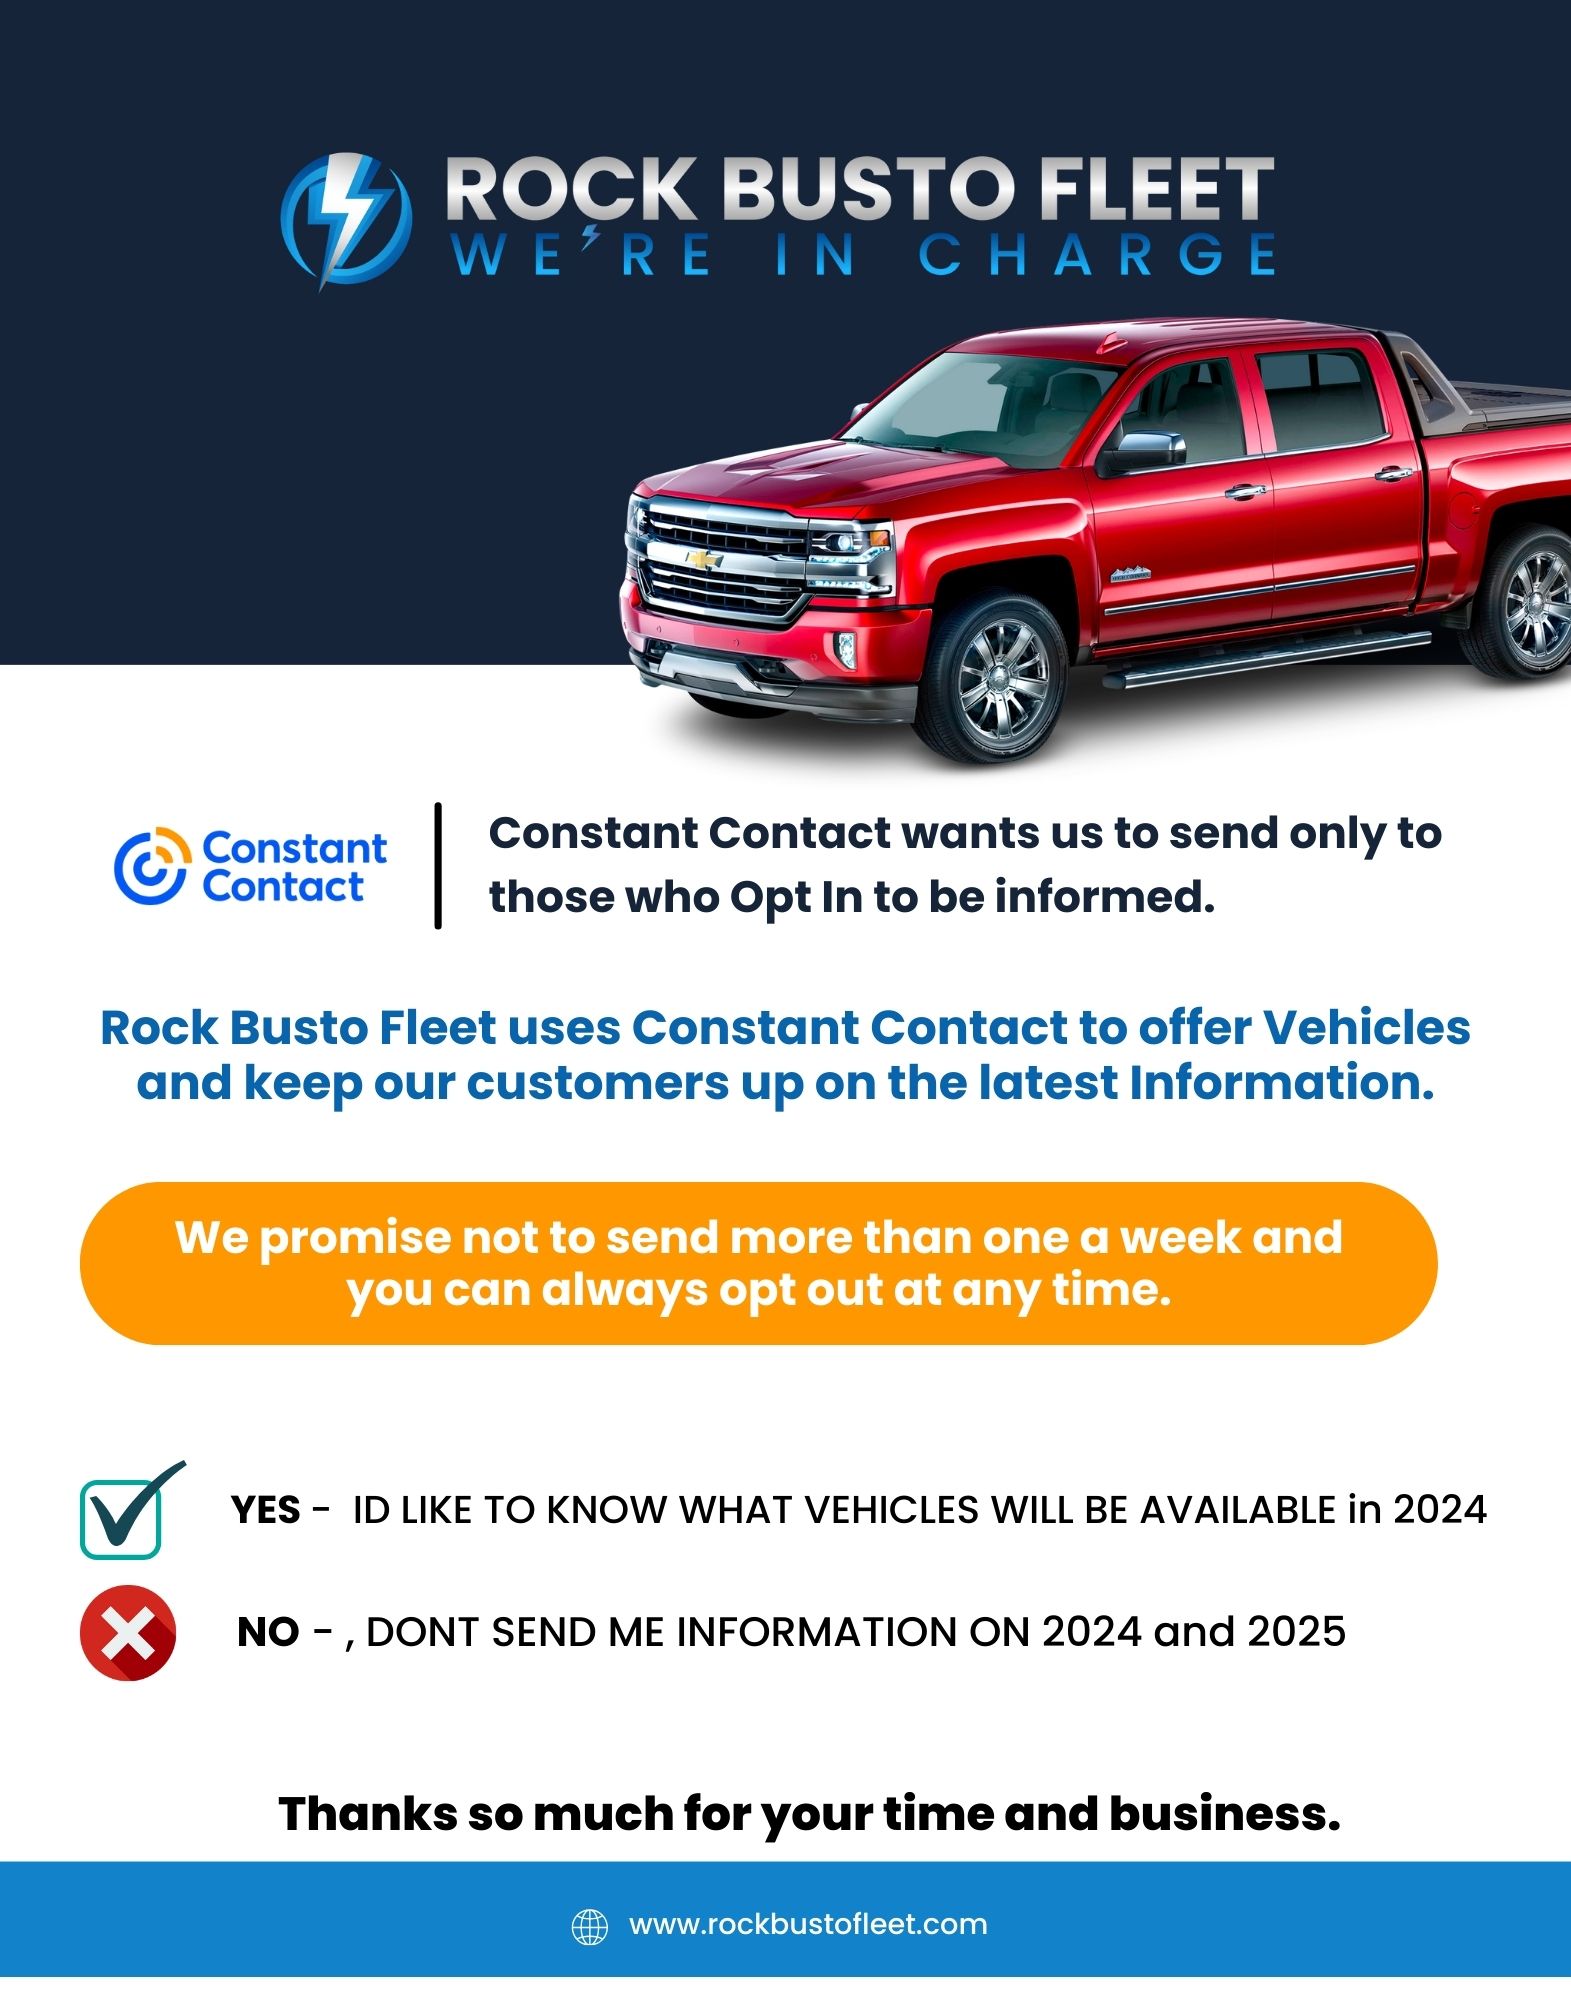 ROCK BUSTO FLEET
WE'RE IN CHARGE
Constant
Contact
Constant Contact wants us to send only to
those who Opt In to be informed.
Rock Busto Fleet uses Constant Contact to offer Vehicles
and keep our customers up on the latest Information.
We promise not to send more than one a week and
you can always opt out at any time.
YES - ID LIKE TO KNOW WHAT VEHICLES WILL BE AVAILABLE in 2024
NO - , DONT SEND ME INFORMATION ON 2024 and 2025
Thanks so much for your time and business.
www.rockbustofleet.com